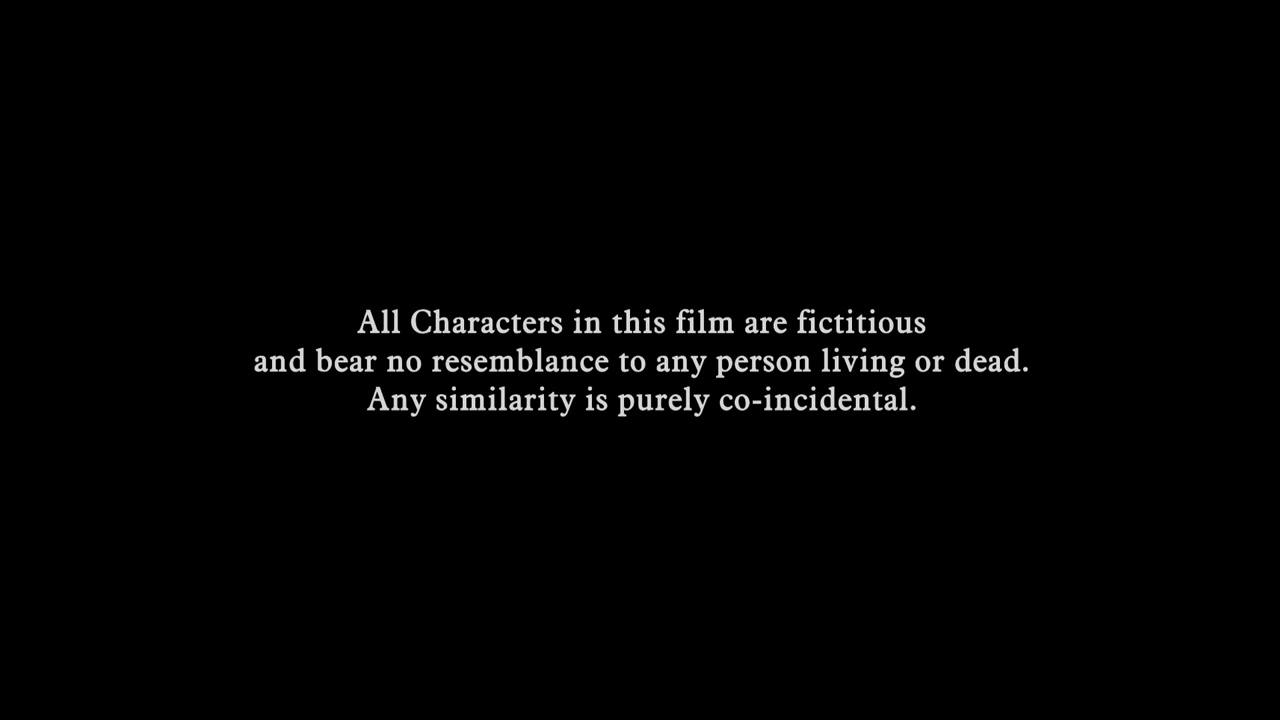 All Characters in this film are fictitious
and bear no resemblance to any person living or dead.
Any similarity is purely co-incidental.